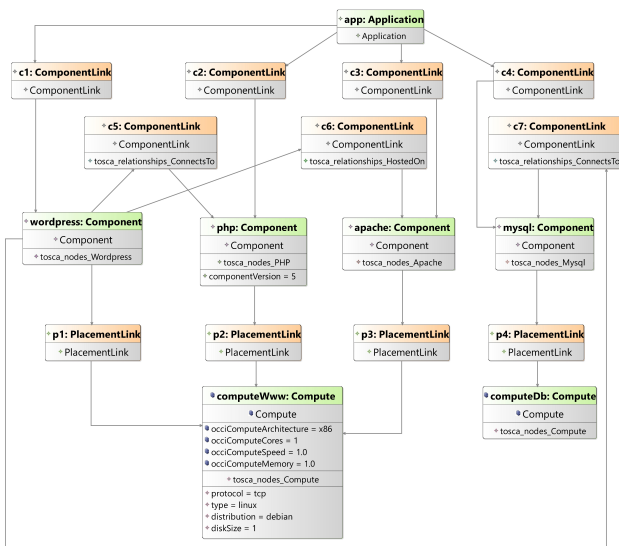 app: Application
Application
c1: ComponentLink
ComponentLink
c2: ComponentLink
ComponentLink
c3: ComponentLink
ComponentLink
c4: ComponentLink
ComponentLink
c5: ComponentLink
ComponentLink
tosca_relationships_ConnectsTo
c6: ComponentLink
ComponentLink
tosca_relationships_HostedOn
c7: ComponentLink
ComponentLink
tosca_relationships_ConnectsTo
wordpress: Component
Component
tosca_nodes_Wordpress
php: Component
Component
tosca_nodes_PHP
componentVersion = 5
apache: Component
Component
tosca_nodes_Apache
mysql: Component
Component
tosca_nodes_Mysql
p1: PlacementLink
PlacementLink
p2: PlacementLink
PlacementLink
p3: PlacementLink
PlacementLink
p4: PlacementLink
PlacementLink
computeWww: Compute
Compute
occiComputeArchitecture = x86
occiComputeCores = 1
occiComputeSpeed = 1.0
occiComputeMemory = 1.0
tosca_nodes_Compute
protocol = tcp
type = linux
distribution = debian
diskSize = 1
computeDb: Compute
Compute
tosca_nodes_Compute